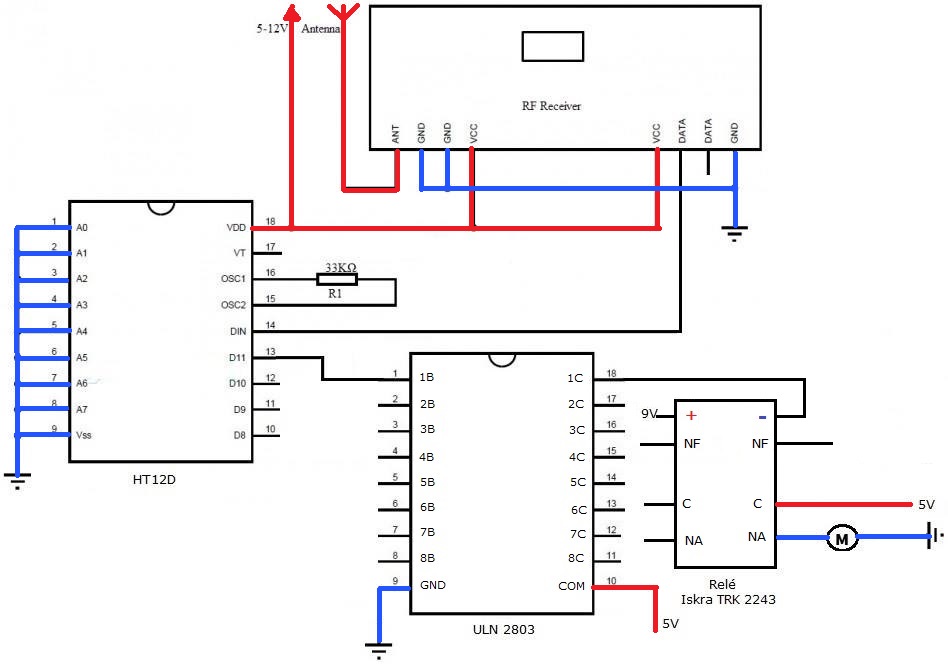 5-12V Antenna
RF Receiver
ANT GND GND VCC VCC DATA DATA GND
1 A0 VDD 18
2 A1 VT 17
3 A2 OSC1 16 33KΩ
4 A3 OSC2 15 R1
5 A4 DIN 14
6 A5 D11 13
7 A6 D10 12
8 A7 D9 11
9 Vss D8 10
HT12D
1 1B 1C 18
2 2B 2C 17
3 3B 3C 16
4 4B 4C 15
5 5B 5C 14
6 6B 6C 13
7 7B 7C 12
8 8B 8C 11
9 GND COM 10
5V
ULN 2803
9V + -
NF NF
C C 5V
NA NA M
Relé
Iskra TRK 2243